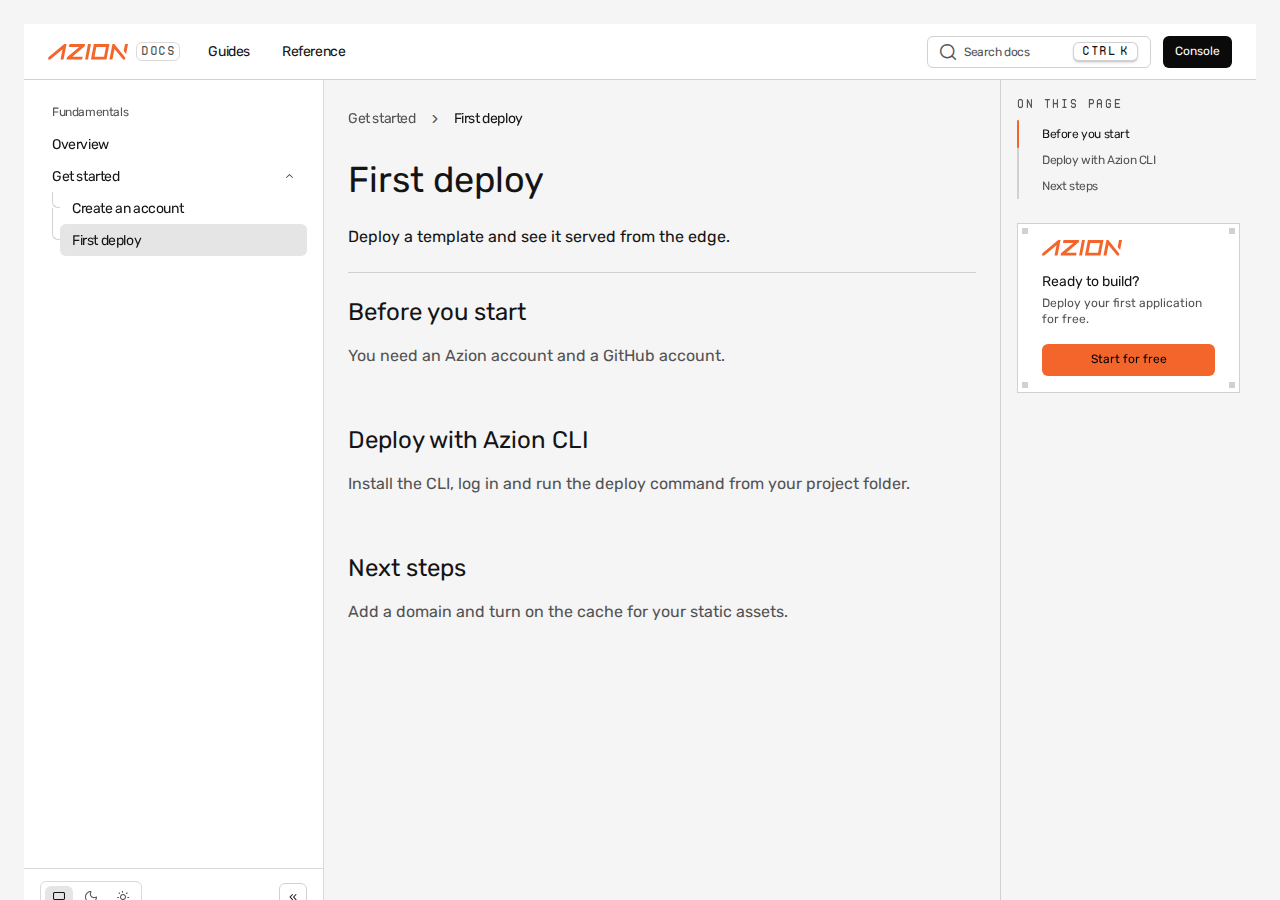 AZION DOCS Guides Reference Search docs CTRL K Console
Fundamentals
Overview
Get started
Create an account
First deploy
Get started First deploy
First deploy
Deploy a template and see it served from the edge.
Before you start
You need an Azion account and a GitHub account.
Deploy with Azion CLI
Install the CLI, log in and run the deploy command from your project folder.
Next steps
Add a domain and turn on the cache for your static assets.
ON THIS PAGE
Before you start
Deploy with Azion CLI
Next steps
AZION
Ready to build?
Deploy your first application
for free.
Start for free